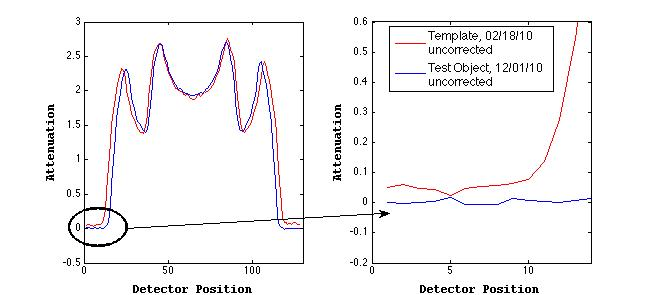 3
2.5
2
1.5
1
0.5
0
-0.5
0
50
100
Attenuation
Detector Position
0.6
0.5
0.4
0.3
0.2
0.1
0
-0.1
-0.2
0
5
10
Attenuation
Detector Position
Template, 02/18/10
uncorrected
Test Object, 12/01/10
uncorrected